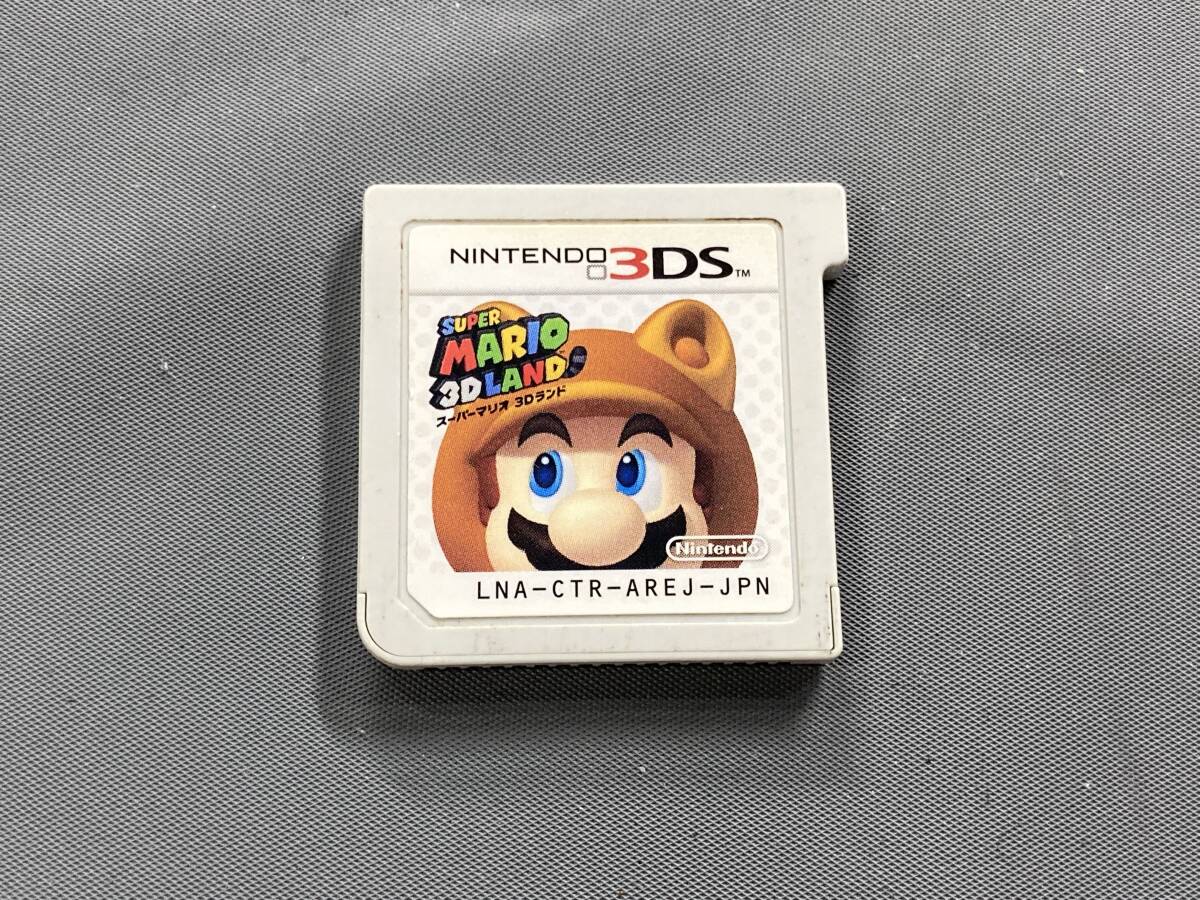 NINTENDO 3DS™
SUPER
MARIO
3D LAND
スーパーマリオ 3Dランド
Nintendo
LNA-CTR-AREJ-JPN